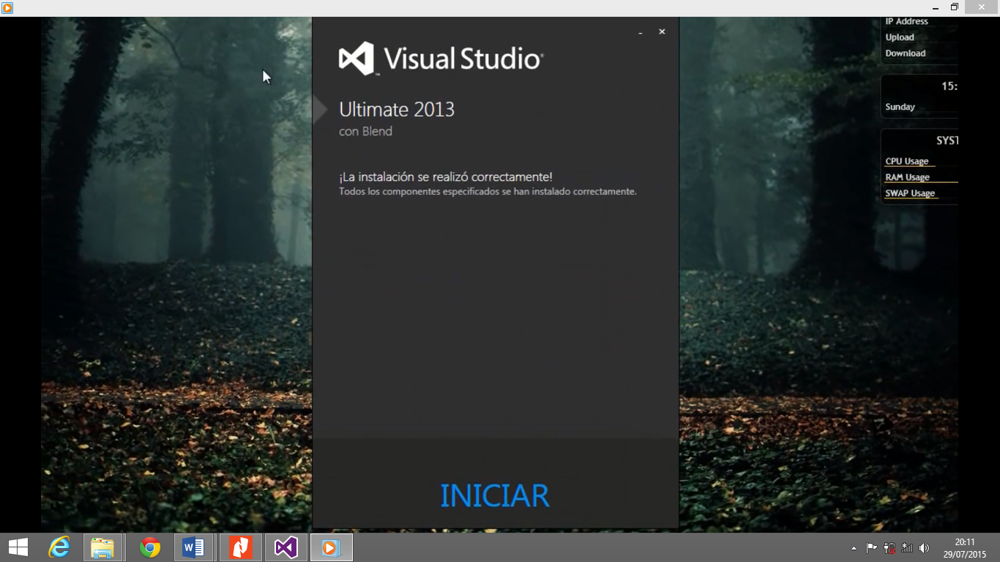 IP Address
Upload
Download
15:
Sunday
SYST
CPU Usage
RAM Usage
SWAP Usage
Visual Studio®
Ultimate 2013
con Blend
¡La instalación se realizó correctamente!
Todos los componentes especificados se han instalado correctamente.
INICIAR
20:11
29/07/2015